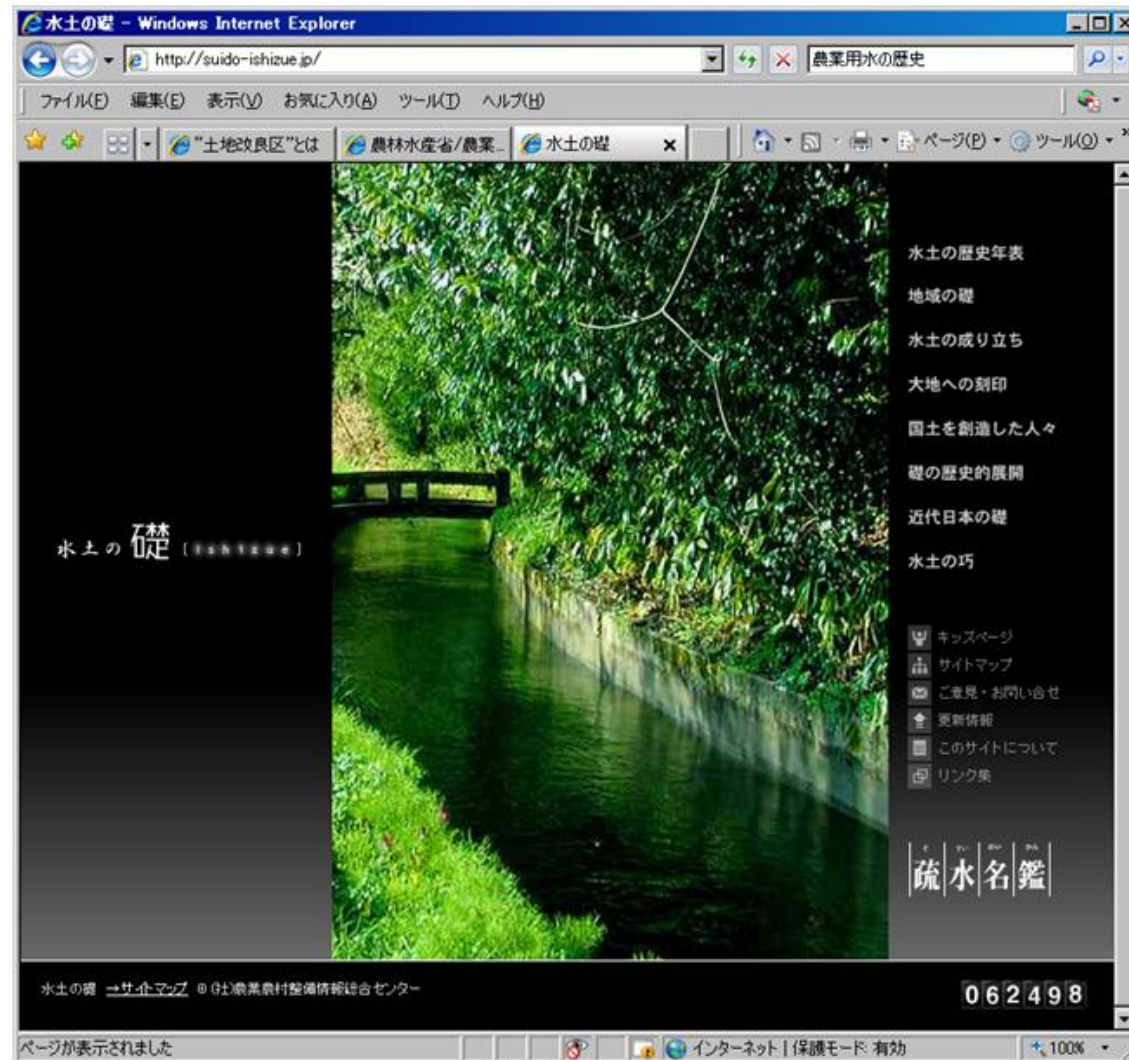 水土の礎 - Windows Internet Explorer
http://suido-ishizue.jp/
農業用水の歴史
ファイル(F) 編集(E) 表示(V) お気に入り(A) ツール(T) ヘルプ(H)
"土地改良区"とは
農林水産省/農業...
水土の礎
ページ(P)
ツール(O)
水土の歴史年表
地域の礎
水土の成り立ち
大地への刻印
国土を創造した人々
礎の歴史的展開
近代日本の礎
水土の巧
水土の礎 [ishizue]
キッズページ
サイトマップ
ご意見・お問い合せ
更新情報
このサイトについて
リンク集
そ すい めい かん
疏水名鑑
水土の礎 →サイトマップ ©(社)農業農村整備情報総合センター
062498
ページが表示されました
インターネット | 保護モード: 有効
100%